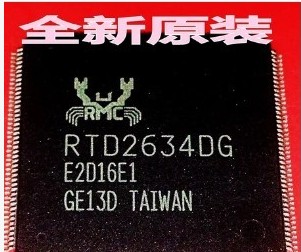 全新原装
RMC
RTD2634DG
E2D16E1
GE13D TAIWAN